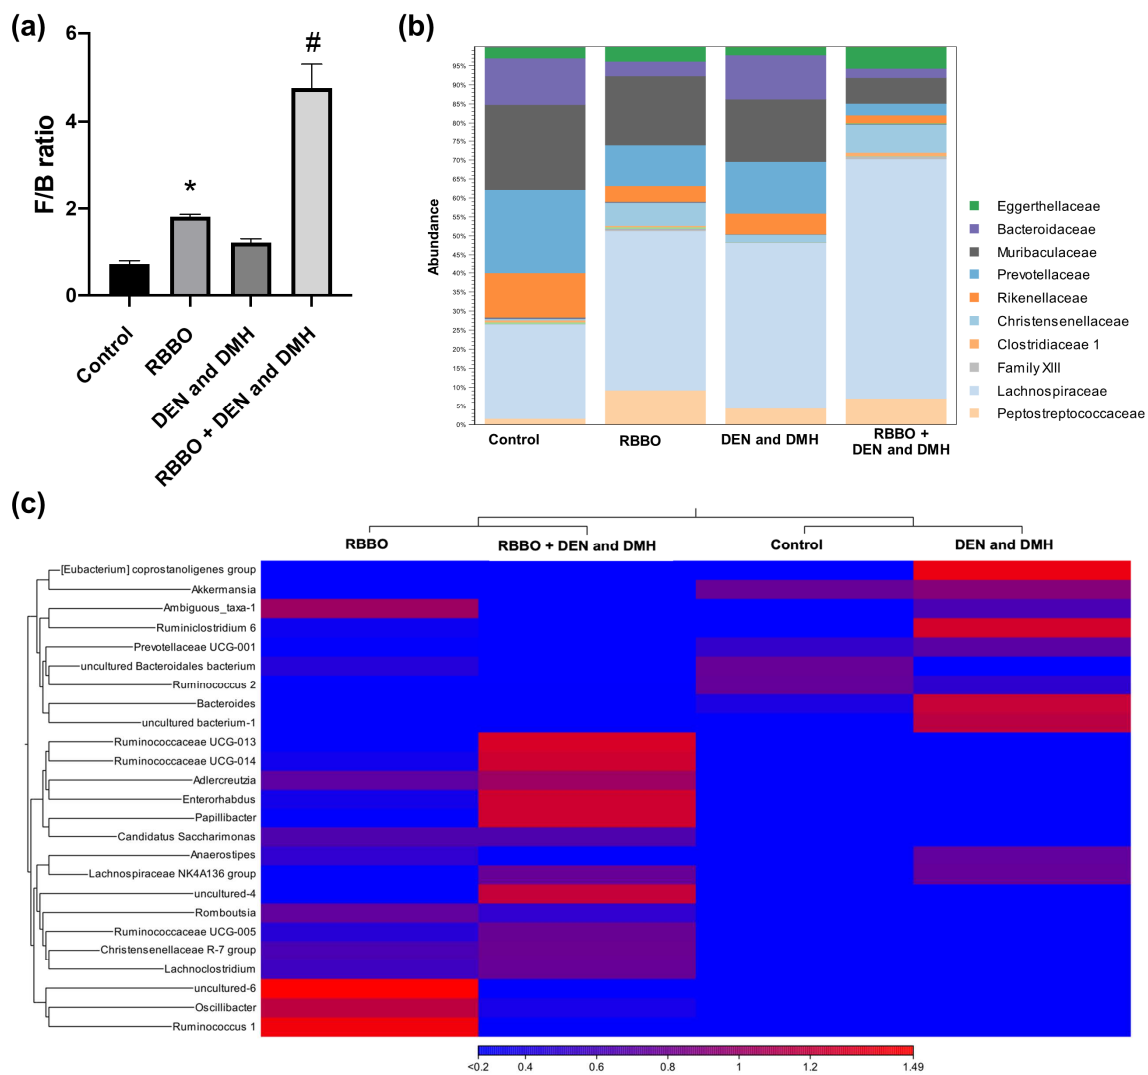 (a)
6
4
2
0
F/B ratio
*
#
Control
RBBO
DEN and DMH
RBBO + DEN and DMH
(b)
95%
90%
85%
80%
75%
70%
65%
60%
55%
50%
45%
40%
35%
30%
25%
20%
15%
10%
5%
0%
Abundance
Control
RBBO
DEN and DMH
RBBO +
DEN and DMH
Eggerthellaceae
Bacteroidaceae
Muribaculaceae
Prevotellaceae
Rikenellaceae
Christensenellaceae
Clostridiaceae 1
Family XIII
Lachnospiraceae
Peptostreptococcaceae
(c)
RBBO
RBBO + DEN and DMH
Control
DEN and DMH
[Eubacterium] coprostanoligenes group
Akkermansia
Ambiguous_taxa-1
Ruminiclostridium 6
Prevotellaceae UCG-001
uncultured Bacteroidales bacterium
Ruminococcus 2
Bacteroides
uncultured bacterium-1
Ruminococcaceae UCG-013
Ruminococcaceae UCG-014
Adlercreutzia
Enterorhabdus
Papillibacter
Candidatus Saccharimonas
Anaerostipes
Lachnospiraceae NK4A136 group
uncultured-4
Romboutsia
Ruminococcaceae UCG-005
Christensenellaceae R-7 group
Lachnoclostridium
uncultured-6
Oscillibacter
Ruminococcus 1
<0.2 0.4 0.6 0.8 1 1.2 1.49